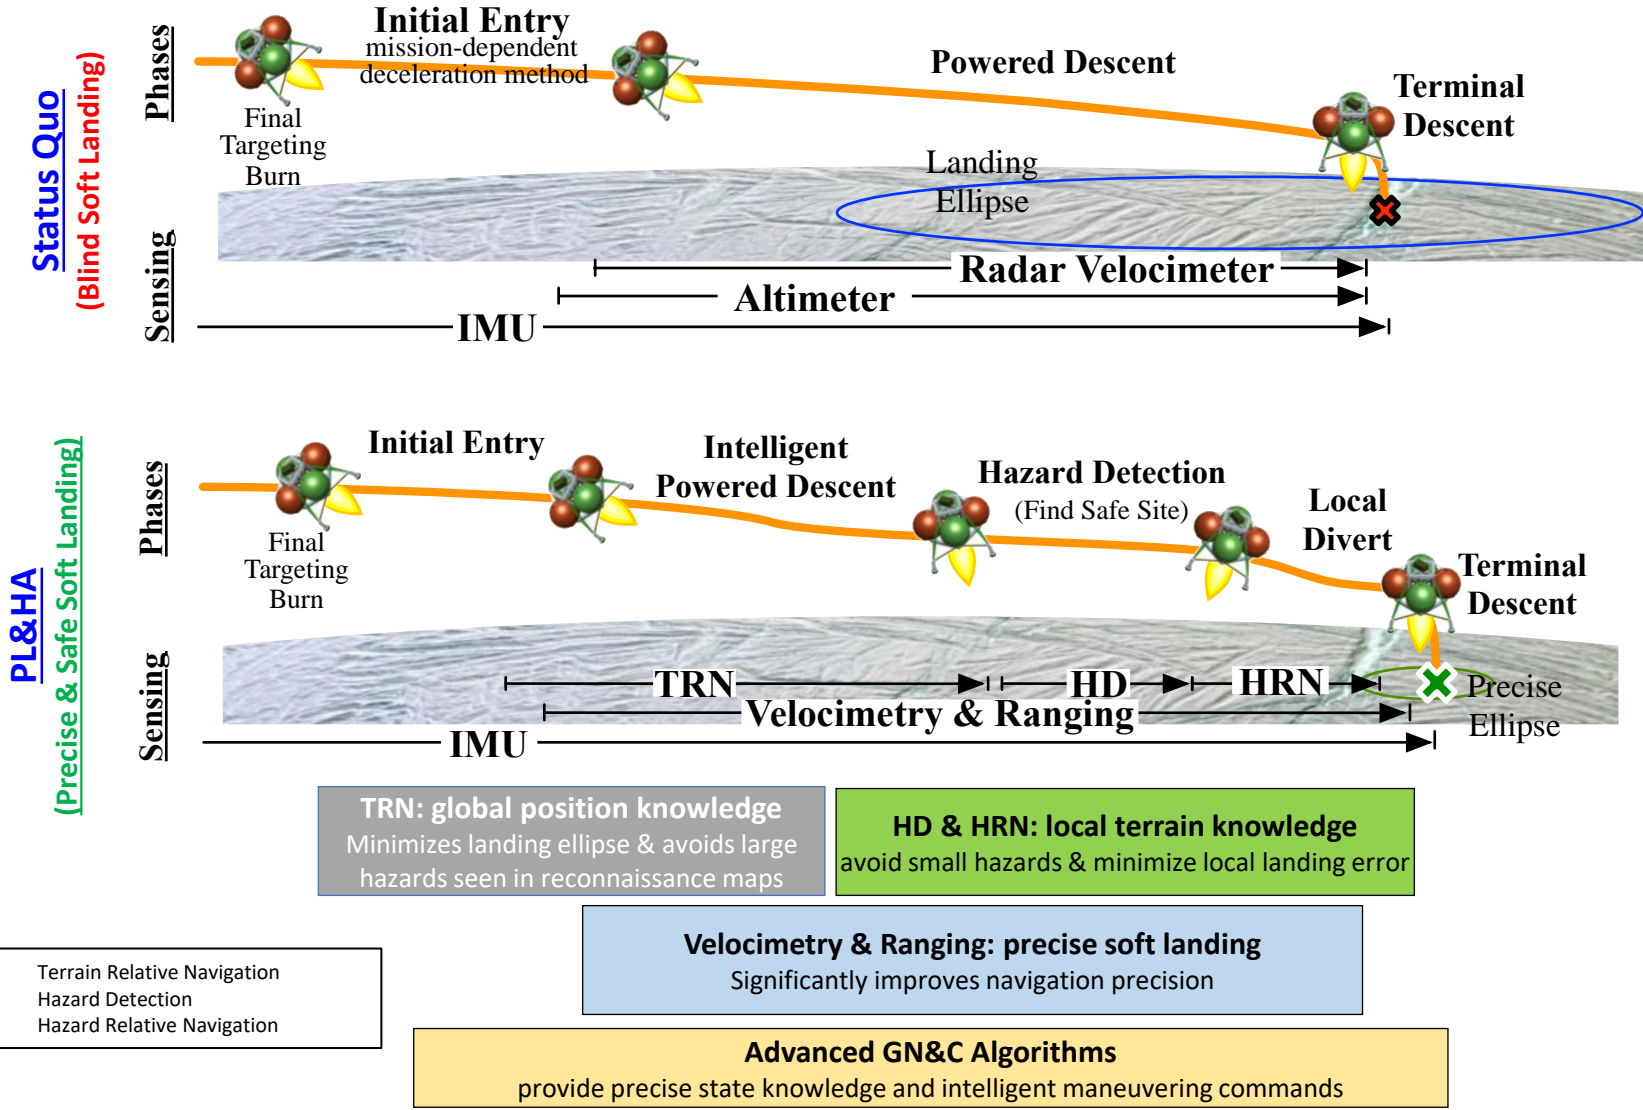 Status Quo
(Blind Soft Landing)
Phases
Initial Entry
mission-dependent
deceleration method
Powered Descent
Terminal
Descent
Final
Targeting
Burn
Landing
Ellipse
Sensing
Radar Velocimeter
Altimeter
IMU
PL&HA
(Precise & Safe Soft Landing)
Phases
Initial Entry
Intelligent
Powered Descent
Hazard Detection
(Find Safe Site)
Local
Divert
Terminal
Descent
Final
Targeting
Burn
Sensing
TRN
HD
HRN
Precise
Ellipse
Velocimetry & Ranging
IMU
TRN: global position knowledge
Minimizes landing ellipse & avoids large
hazards seen in reconnaissance maps
HD & HRN: local terrain knowledge
avoid small hazards & minimize local landing error
Velocimetry & Ranging: precise soft landing
Significantly improves navigation precision
Terrain Relative Navigation
Hazard Detection
Hazard Relative Navigation
Advanced GN&C Algorithms
provide precise state knowledge and intelligent maneuvering commands